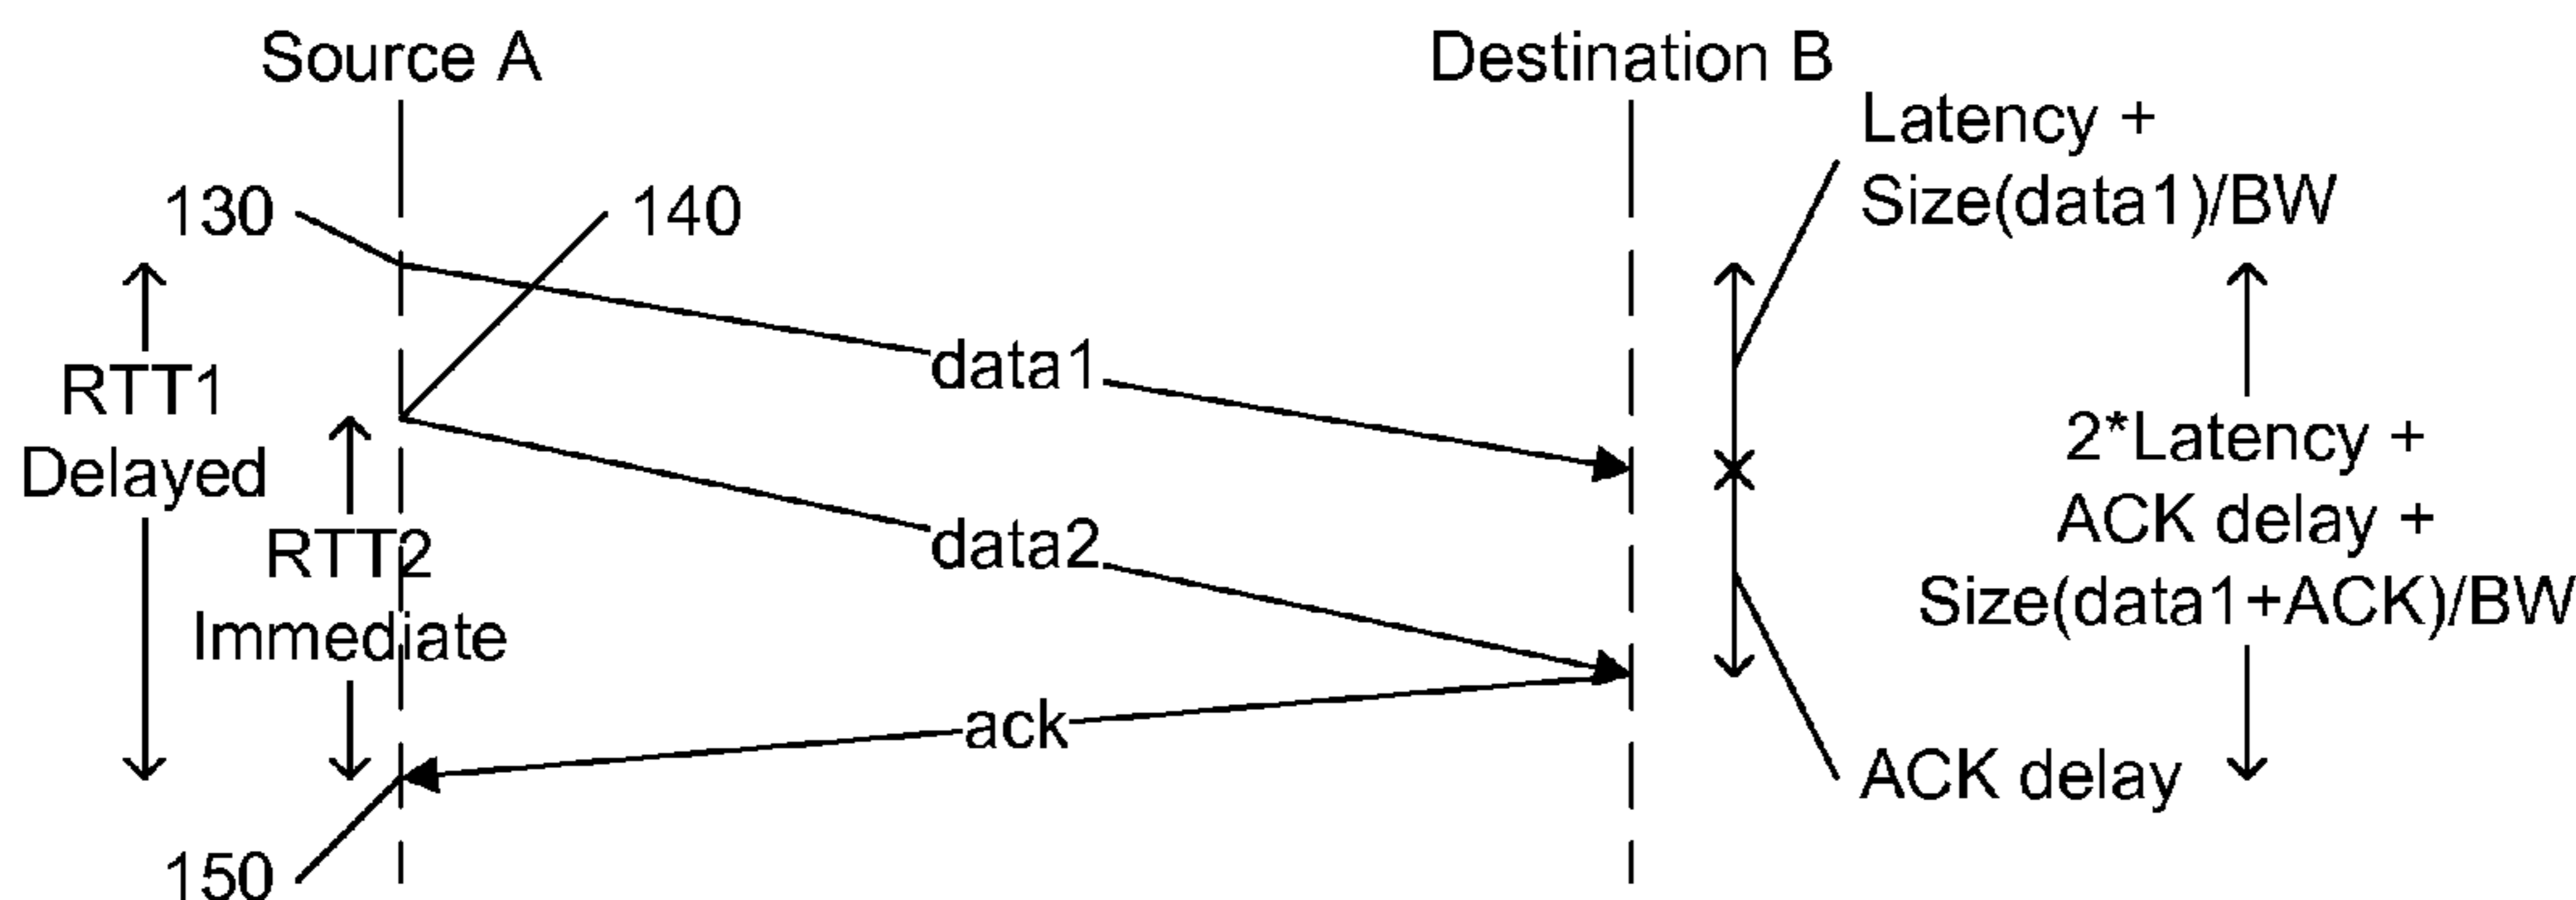 Source A
Destination B
Latency +
Size(data1)/BW
130
140
RTT1
Delayed
data1
2*Latency +
ACK delay +
Size(data1+ACK)/BW
RTT2
Immediate
data2
ack
ACK delay
150